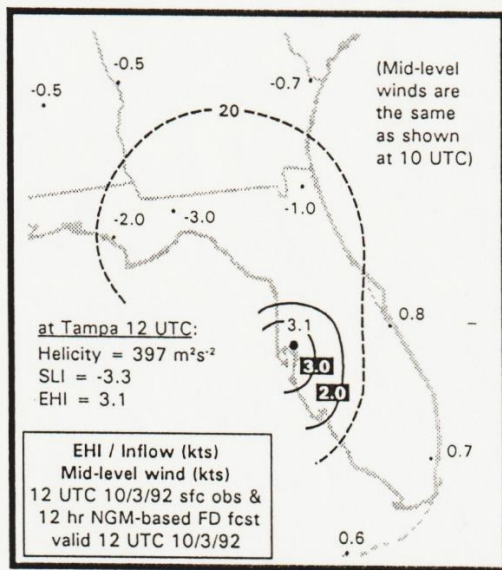 -0.5
-0.5
-0.7
(Mid-level
winds are
the same
as shown
at 10 UTC)
20
-2.0
-3.0
-1.0
0.8
3.1
3.0
2.0
at Tampa 12 UTC:
Helicity = 397 m²s⁻²
SLI = -3.3
EHI = 3.1
0.7
0.6
EHI / Inflow (kts)
Mid-level wind (kts)
12 UTC 10/3/92 sfc obs &
12 hr NGM-based FD fcst
valid 12 UTC 10/3/92